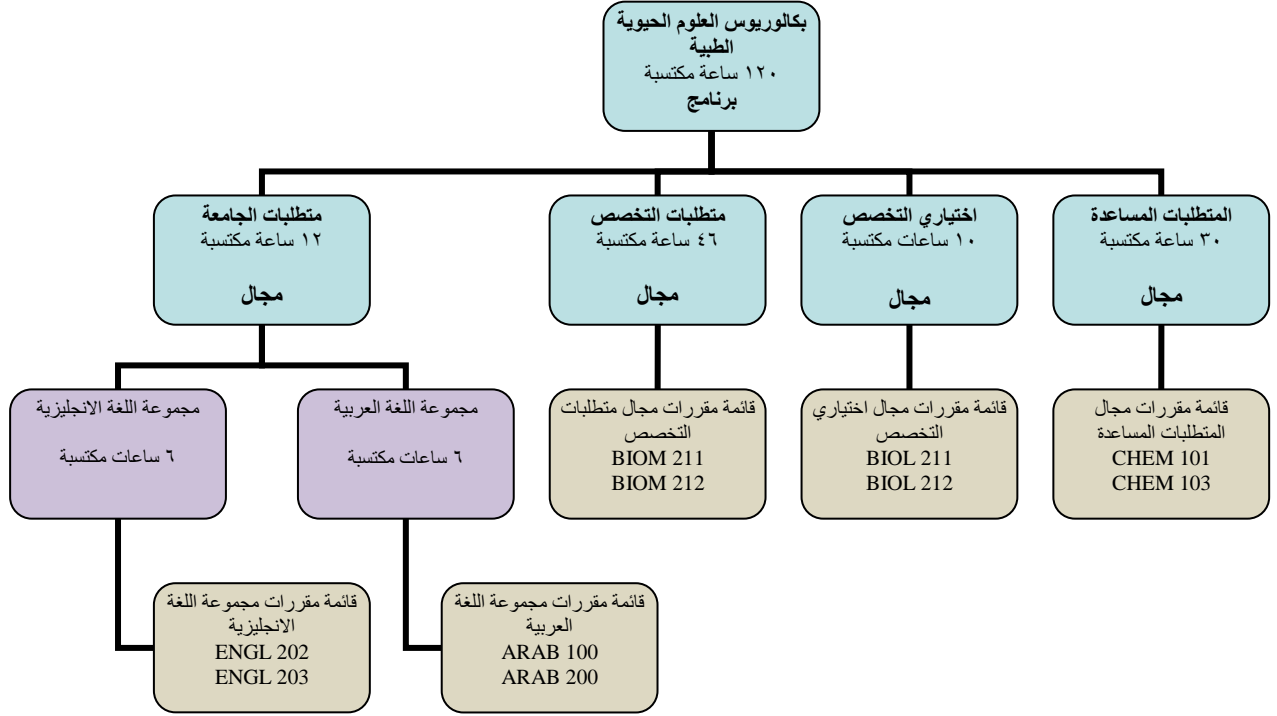 بكالوريوس العلوم الحيوية
الطبية
١٢٠ ساعة مكتسبة
برنامج
المتطلبات المساعدة
٣٠ ساعة مكتسبة
مجال
اختياري التخصص
١٠ ساعات مكتسبة
مجال
متطلبات التخصص
٤٦ ساعة مكتسبة
مجال
متطلبات الجامعة
١٢ ساعة مكتسبة
مجال
قائمة مقررات مجال
المتطلبات المساعدة
CHEM 101
CHEM 103
قائمة مقررات مجال اختياري
التخصص
BIOL 211
BIOL 212
قائمة مقررات مجال متطلبات
التخصص
BIOM 211
BIOM 212
مجموعة اللغة العربية
٦ ساعات مكتسبة
مجموعة اللغة الانجليزية
٦ ساعات مكتسبة
قائمة مقررات مجموعة اللغة
العربية
ARAB 100
ARAB 200
قائمة مقررات مجموعة اللغة
الانجليزية
ENGL 202
ENGL 203